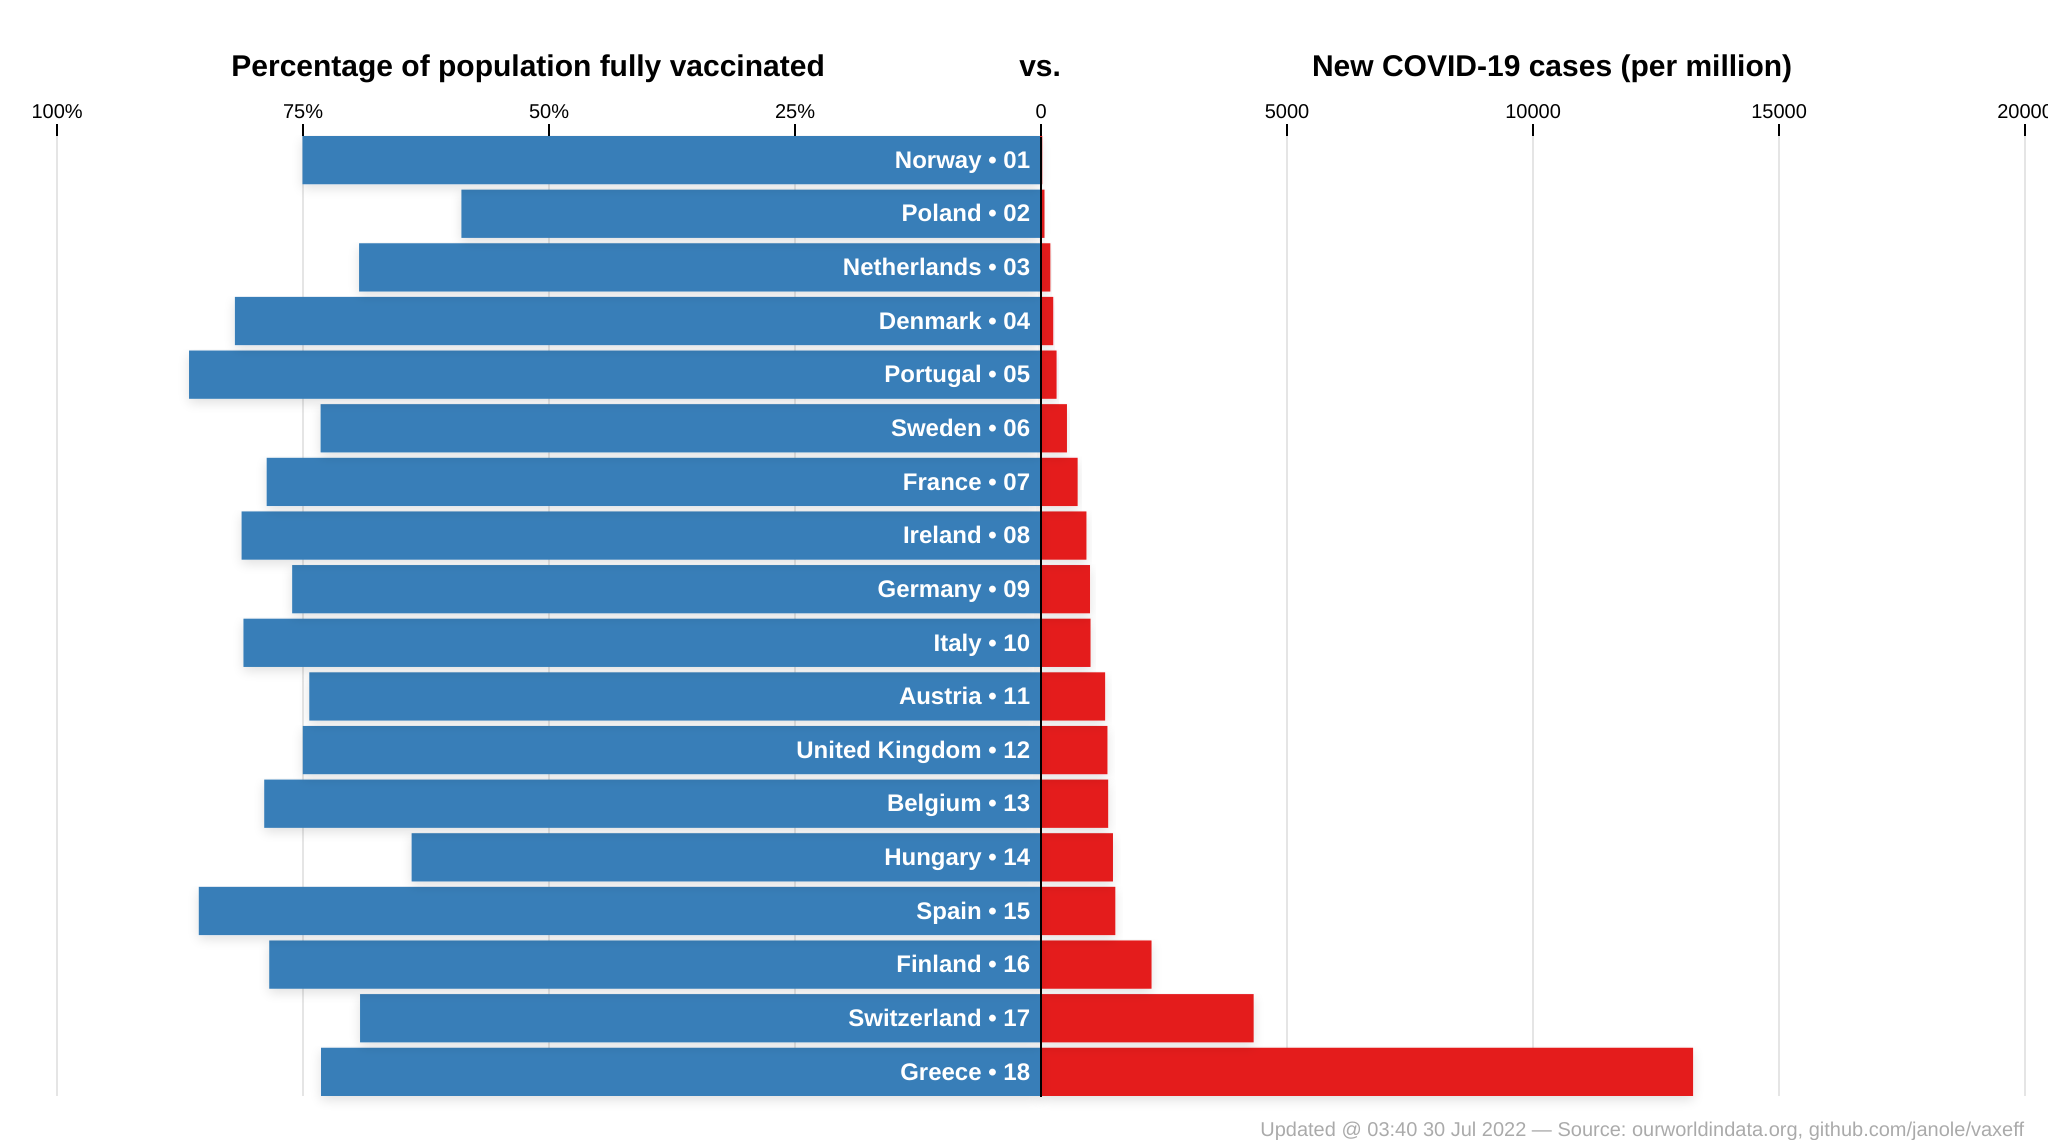 Percentage of population fully vaccinated vs. New COVID-19 cases (per million)
100% 75% 50% 25% 0 5000 10000 15000 20000
Norway • 01
Poland • 02
Netherlands • 03
Denmark • 04
Portugal • 05
Sweden • 06
France • 07
Ireland • 08
Germany • 09
Italy • 10
Austria • 11
United Kingdom • 12
Belgium • 13
Hungary • 14
Spain • 15
Finland • 16
Switzerland • 17
Greece • 18
Updated @ 03:40 30 Jul 2022 — Source: ourworldindata.org, github.com/janole/vaxeff